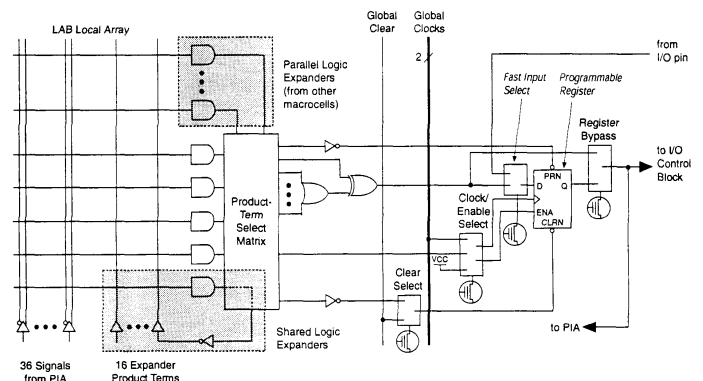 LAB Local Array
Global
Clear
Global
Clocks
2
Parallel Logic
Expanders
(from other
macrocells)
from
I/O pin
Fast Input
Select
Programmable
Register
Register
Bypass
to I/O
Control
Block
Product-
Term
Select
Matrix
PRN
D
Q
ENA
CLRN
Clock/
Enable
Select
VCC
Clear
Select
Shared Logic
Expanders
to PIA
36 Signals
from PIA
16 Expander
Product Terms